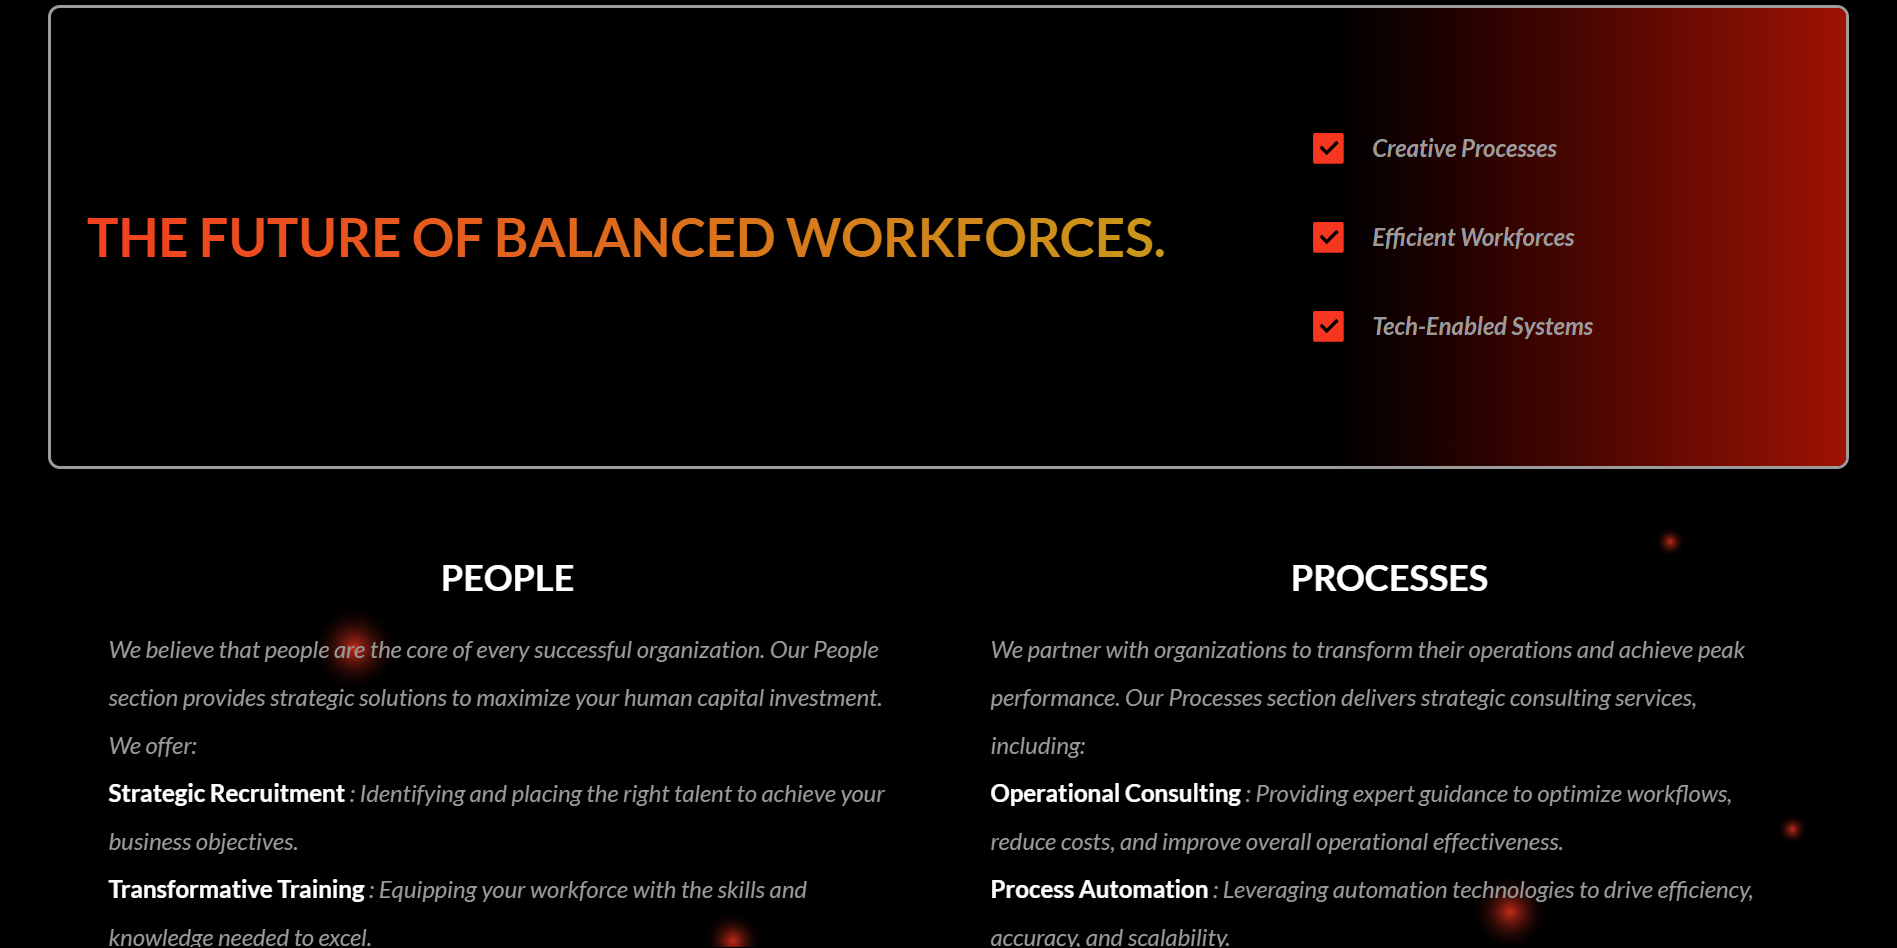 THE FUTURE OF BALANCED WORKFORCES.
Creative Processes
Efficient Workforces
Tech-Enabled Systems
PEOPLE
We believe that people are the core of every successful organization. Our People
section provides strategic solutions to maximize your human capital investment.
We offer:
Strategic Recruitment : Identifying and placing the right talent to achieve your
business objectives.
Transformative Training : Equipping your workforce with the skills and
knowledge needed to excel.
PROCESSES
We partner with organizations to transform their operations and achieve peak
performance. Our Processes section delivers strategic consulting services,
including:
Operational Consulting : Providing expert guidance to optimize workflows,
reduce costs, and improve overall operational effectiveness.
Process Automation : Leveraging automation technologies to drive efficiency,
accuracy, and scalability.